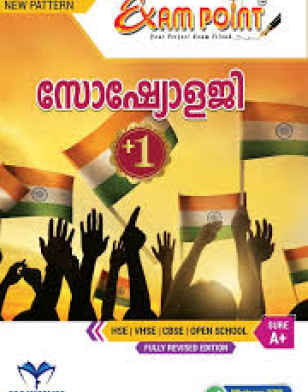 NEW PATTERN
EXAM POINT
Your Perfect Exam Friend
സോഷ്യോളജി
+1
HSE | VHSE | CBSE | OPEN SCHOOL
FULLY REVISED EDITION
SURE
A+